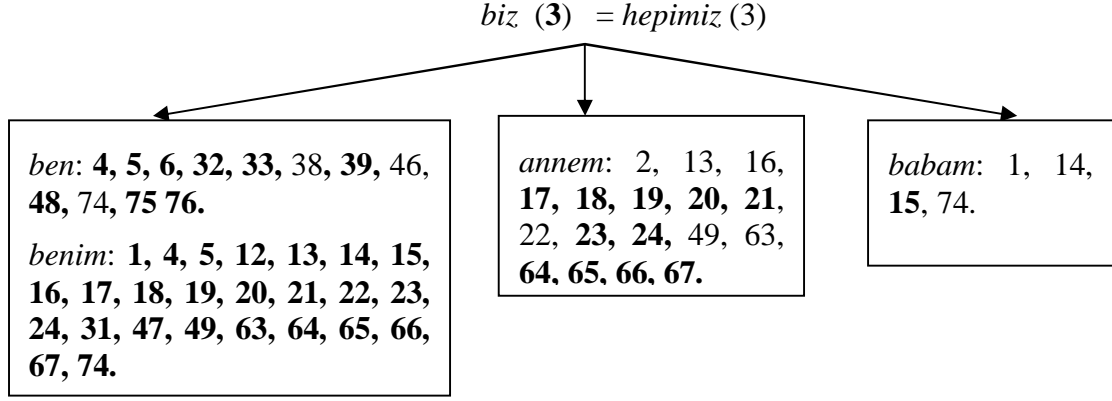 biz (3) = hepimiz (3)
ben: 4, 5, 6, 32, 33, 38, 39, 46,
48, 74, 75 76.
benim: 1, 4, 5, 12, 13, 14, 15,
16, 17, 18, 19, 20, 21, 22, 23,
24, 31, 47, 49, 63, 64, 65, 66,
67, 74.
annem: 2, 13, 16,
17, 18, 19, 20, 21,
22, 23, 24, 49, 63,
64, 65, 66, 67.
babam: 1, 14,
15, 74.